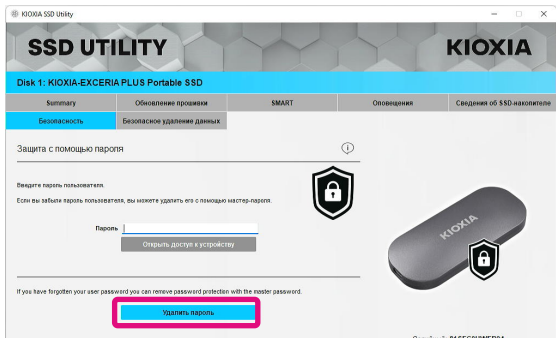 KIOXIA SSD Utility
SSD UTILITY
KIOXIA
Disk 1: KIOXIA-EXCERIA PLUS Portable SSD
Summary
Обновление прошивки
SMART
Оповещения
Сведения об SSD-накопителе
Безопасность
Безопасное удаление данных
Защита с помощью пароля
Введите пароль пользователя.
Если вы забыли пароль пользователя, вы можете удалить его с помощью мастер-пароля.
Пароль
Открыть доступ к устройству
KIOXIA
If you have forgotten your user password you can remove password protection with the master password.
Удалить пароль